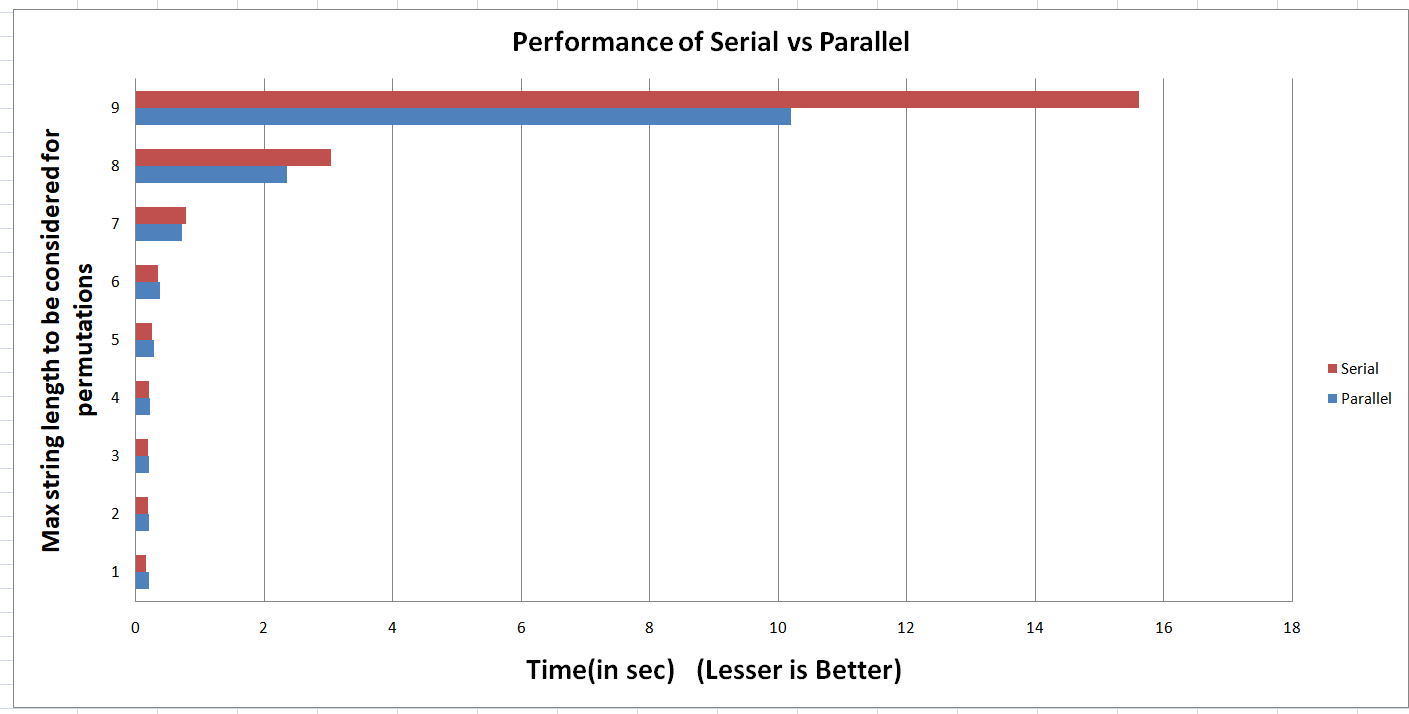 Performance of Serial vs Parallel
Max string length to be considered for
permutations
9
8
7
6
5
4
3
2
1
0 2 4 6 8 10 12 14 16 18
Time(in sec) (Lesser is Better)
Serial
Parallel